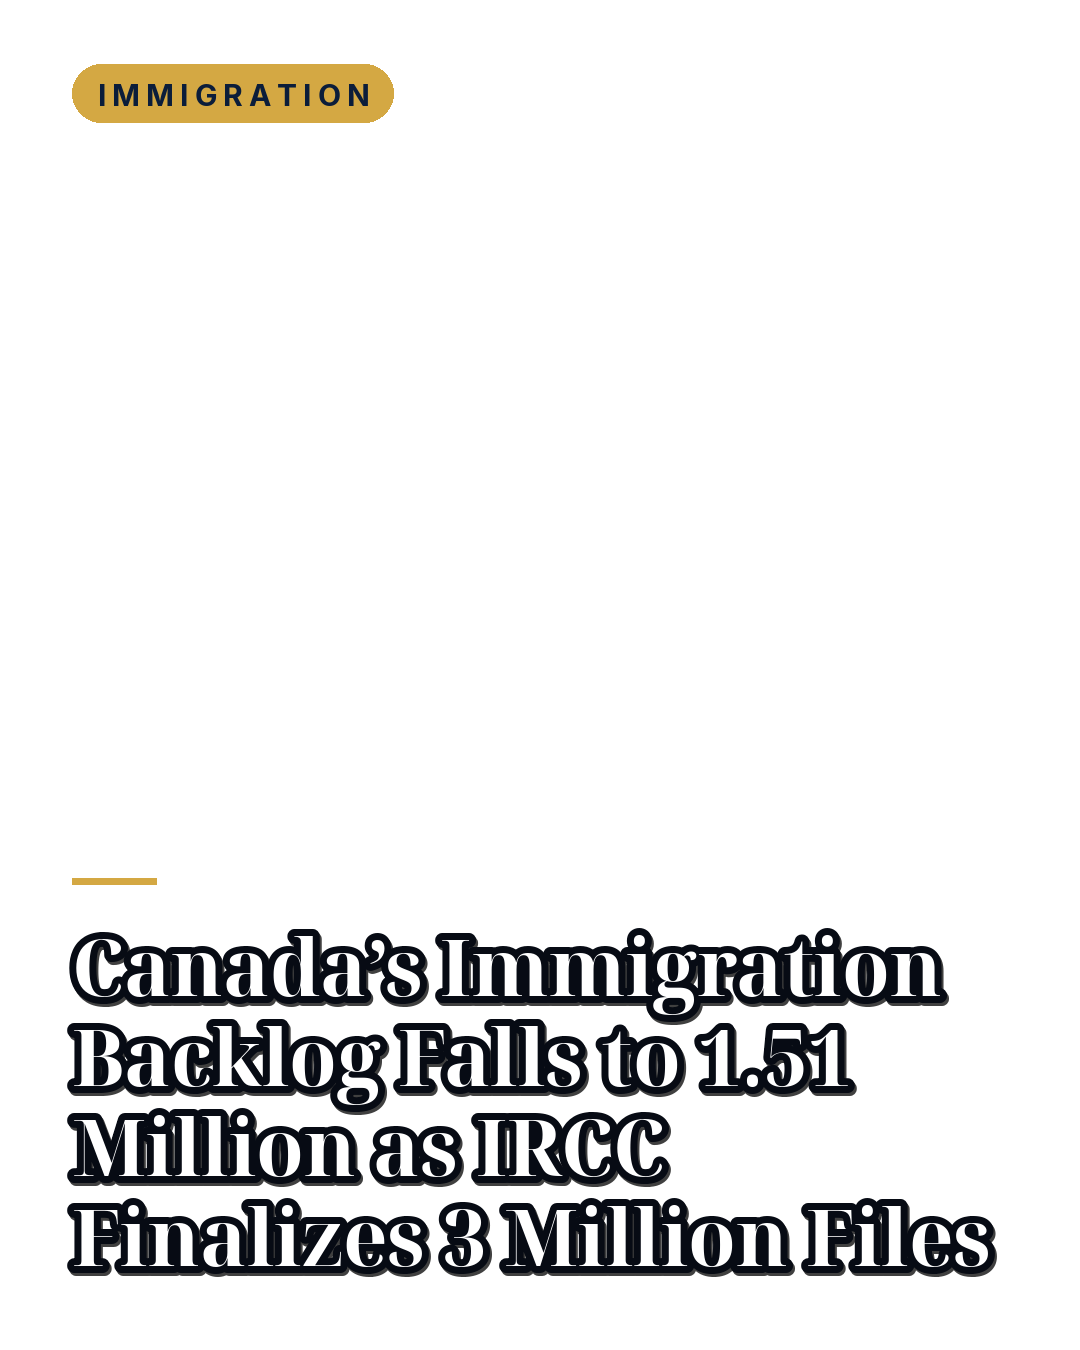 IMMIGRATION
Canada’s Immigration
Backlog Falls to 1.51
Million as IRCC
Finalizes 3 Million Files